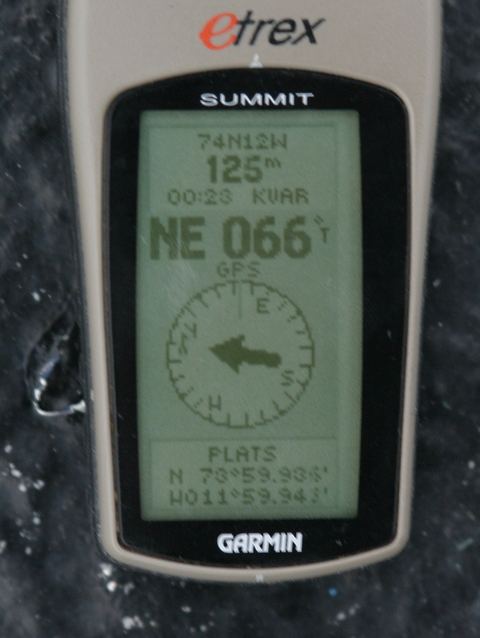 etrex
SUMMIT
74N12W
125m
00:23 KVAR
NE 066°T
GPS
E
S
PLATS
N 73°59.986'
W011°59.943'
GARMIN